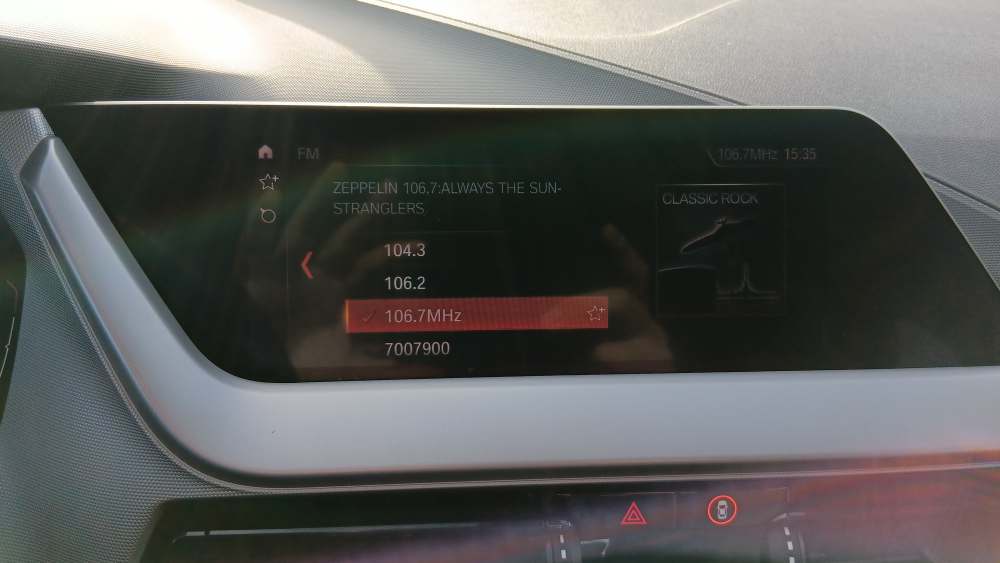 FM
106.7MHz 15:35
ZEPPELIN 106.7:ALWAYS THE SUN-
STRANGLERS
CLASSIC ROCK
104.3
106.2
106.7MHz
7007900